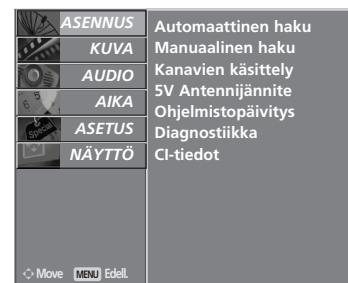 ASENNUS
KUVA
AUDIO
AIKA
ASETUS
NÄYTTÖ
Automaattinen haku
Manuaalinen haku
Kanavien käsittely
5V Antennijännite
Ohjelmistopäivitys
Diagnostiikka
CI-tiedot
Special
Move MENU Edell.